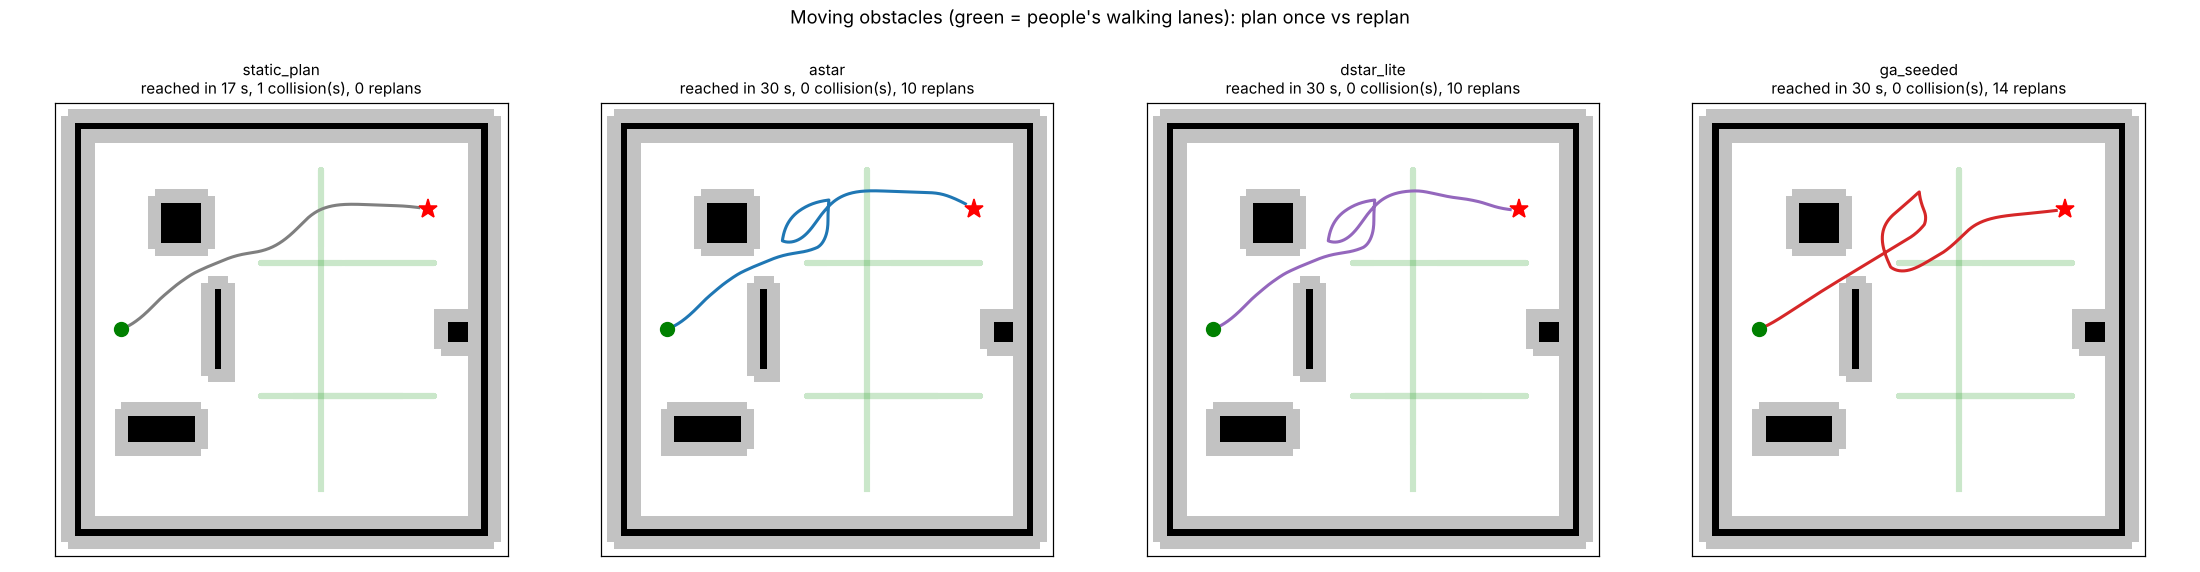 Moving obstacles (green = people's walking lanes): plan once vs replan
static_plan
reached in 17 s, 1 collision(s), 0 replans
astar
reached in 30 s, 0 collision(s), 10 replans
dstar_lite
reached in 30 s, 0 collision(s), 10 replans
ga_seeded
reached in 30 s, 0 collision(s), 14 replans